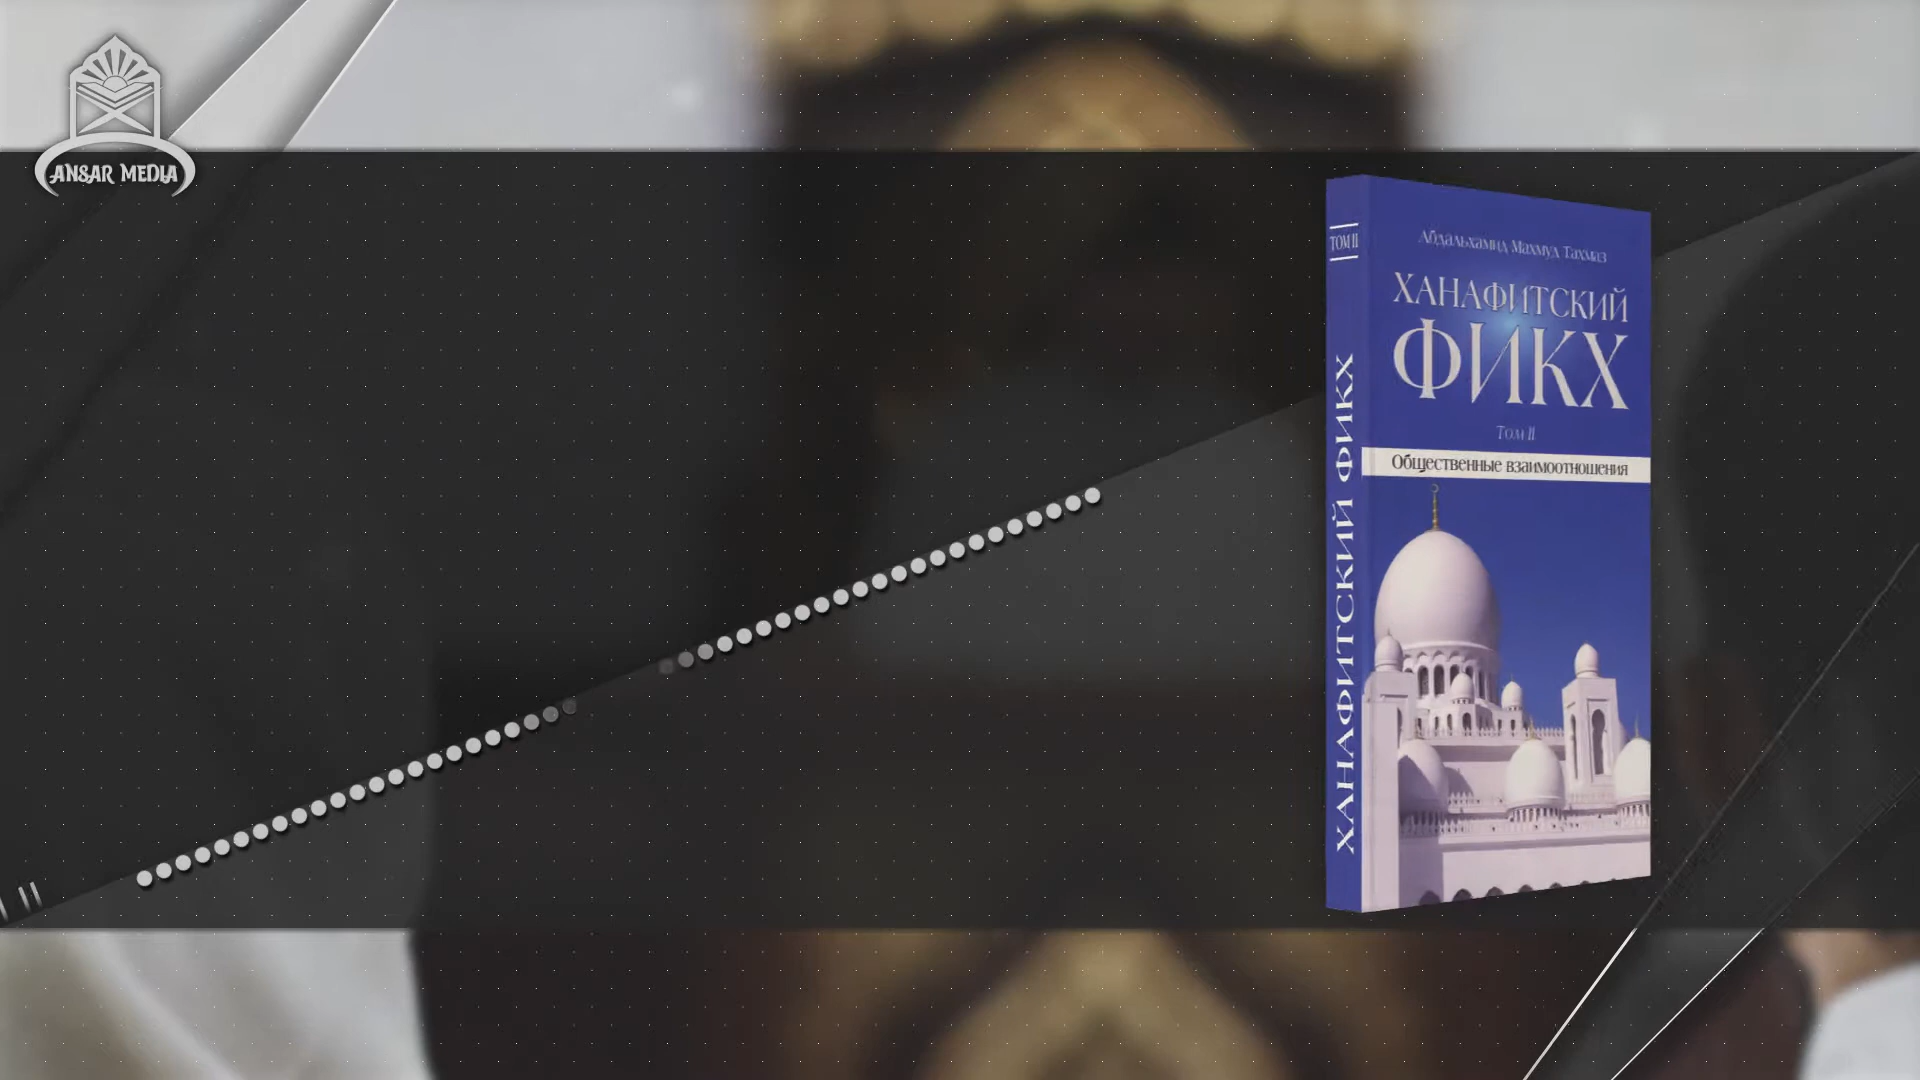 ANSAR MEDIA
ТОМ II
ХАНАФИТСКИЙ ФИКХ
Абдальхамид Махмуд Тахмаз
ХАНАФИТСКИЙ
ФИКХ
Том II
Общественные взаимоотношения